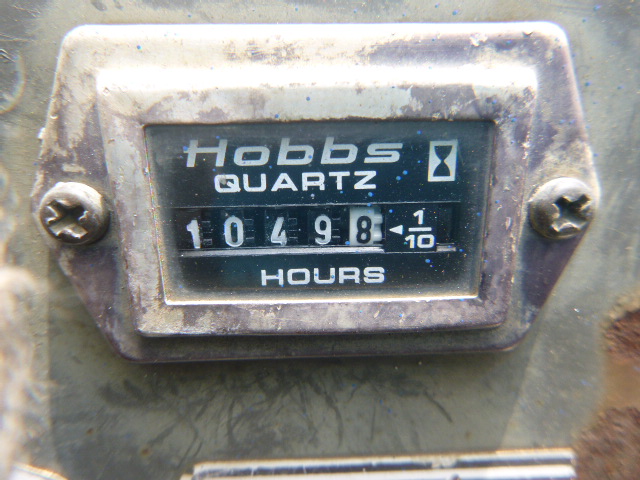 Hobbs
QUARTZ
10498 ◄ 1/10
HOURS